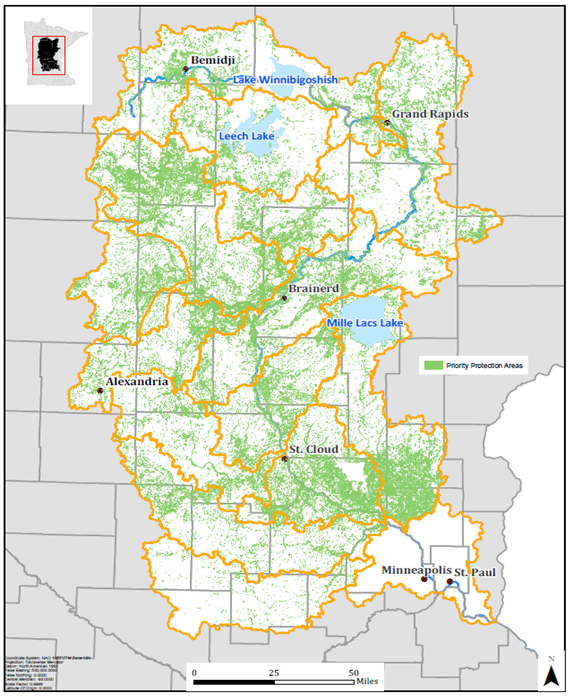 Bemidji
Lake Winnibigoshish
Grand Rapids
Leech Lake
Brainerd
Mille Lacs Lake
Priority Protection Areas
Alexandria
St. Cloud
Minneapolis St. Paul
N
0 25 50
Miles